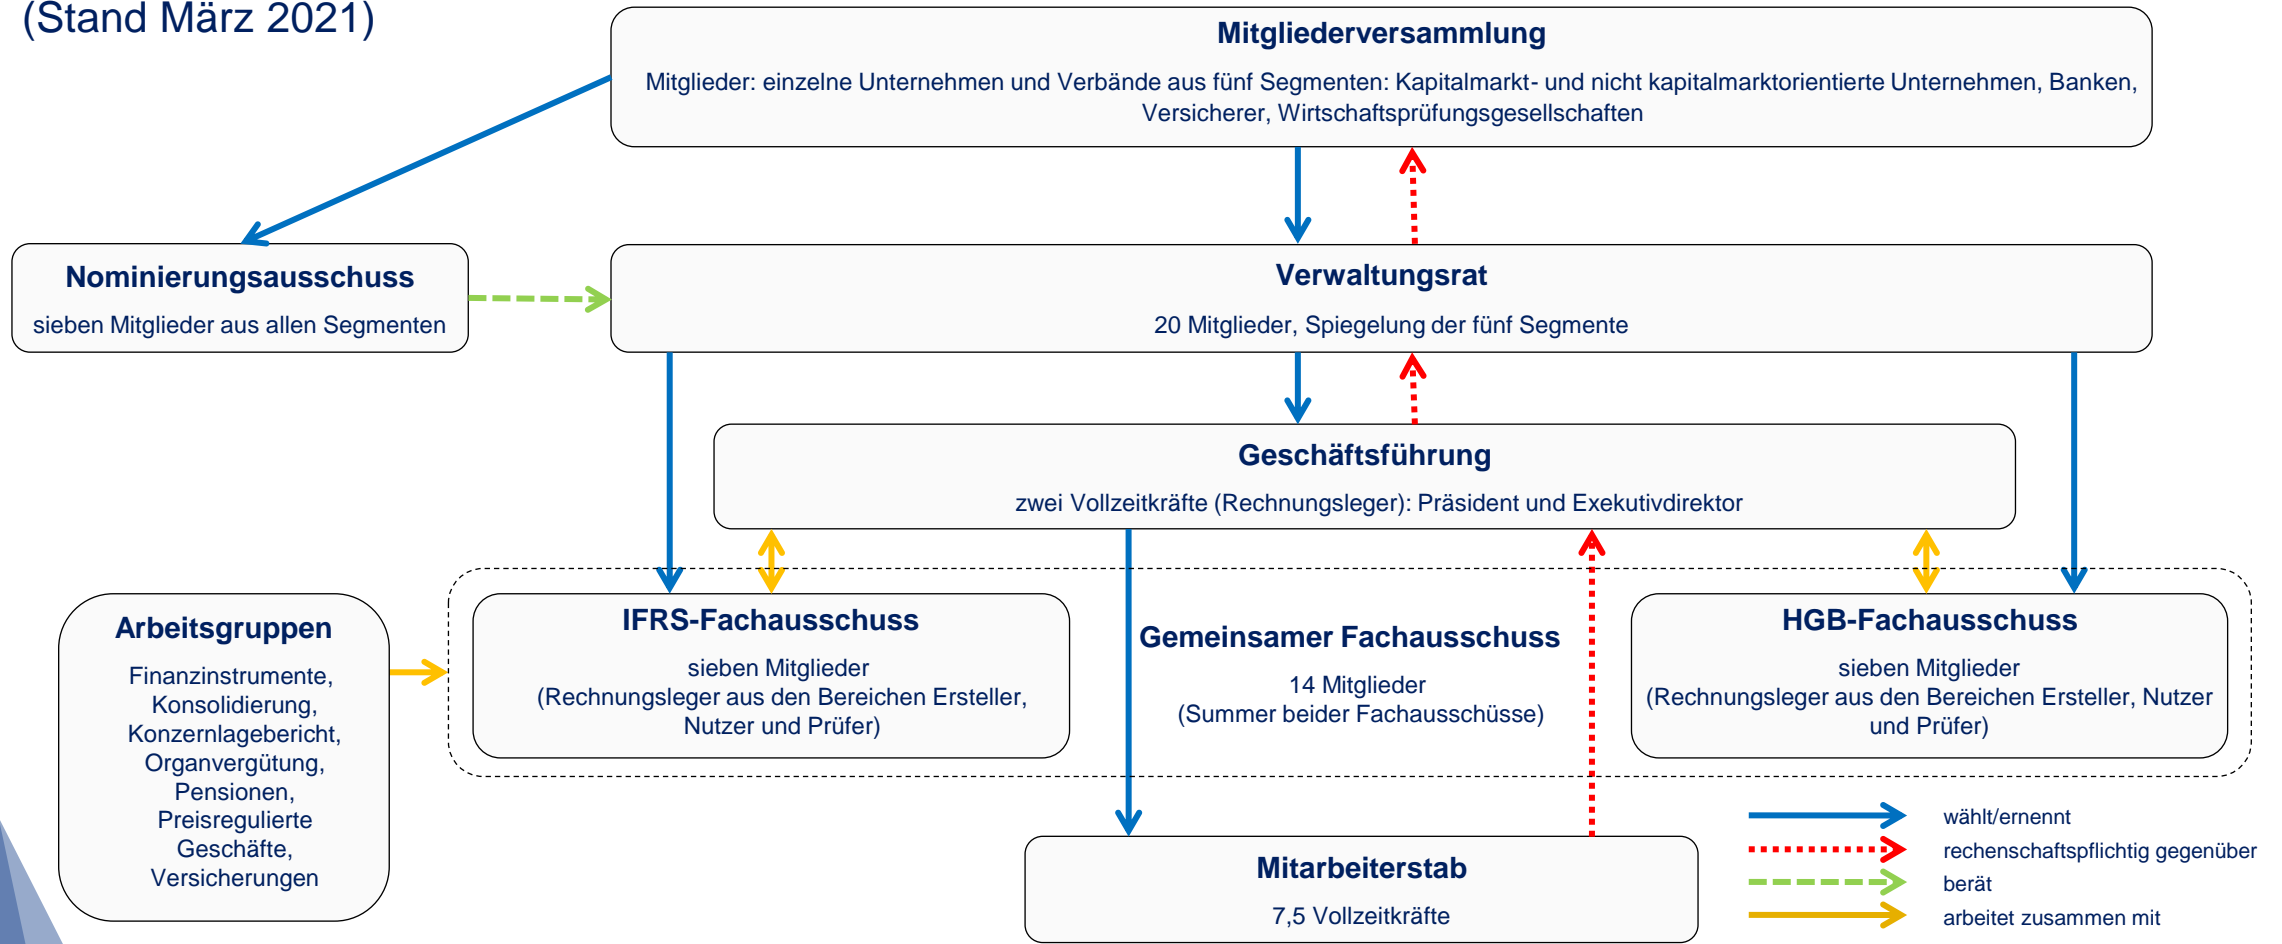 (Stand März 2021)
Mitgliederversammlung
Mitglieder: einzelne Unternehmen und Verbände aus fünf Segmenten: Kapitalmarkt- und nicht kapitalmarktorientierte Unternehmen, Banken,
Versicherer, Wirtschaftsprüfungsgesellschaften
Nominierungsausschuss
sieben Mitglieder aus allen Segmenten
Verwaltungsrat
20 Mitglieder, Spiegelung der fünf Segmente
Geschäftsführung
zwei Vollzeitkräfte (Rechnungsleger): Präsident und Exekutivdirektor
Arbeitsgruppen
Finanzinstrumente,
Konsolidierung,
Konzernlagebericht,
Organvergütung,
Pensionen,
Preisregulierte
Geschäfte,
Versicherungen
IFRS-Fachausschuss
sieben Mitglieder
(Rechnungsleger aus den Bereichen Ersteller,
Nutzer und Prüfer)
Gemeinsamer Fachausschuss
14 Mitglieder
(Summer beider Fachausschüsse)
HGB-Fachausschuss
sieben Mitglieder
(Rechnungsleger aus den Bereichen Ersteller, Nutzer
und Prüfer)
Mitarbeiterstab
7,5 Vollzeitkräfte
wählt/ernennt
rechenschaftspflichtig gegenüber
berät
arbeitet zusammen mit